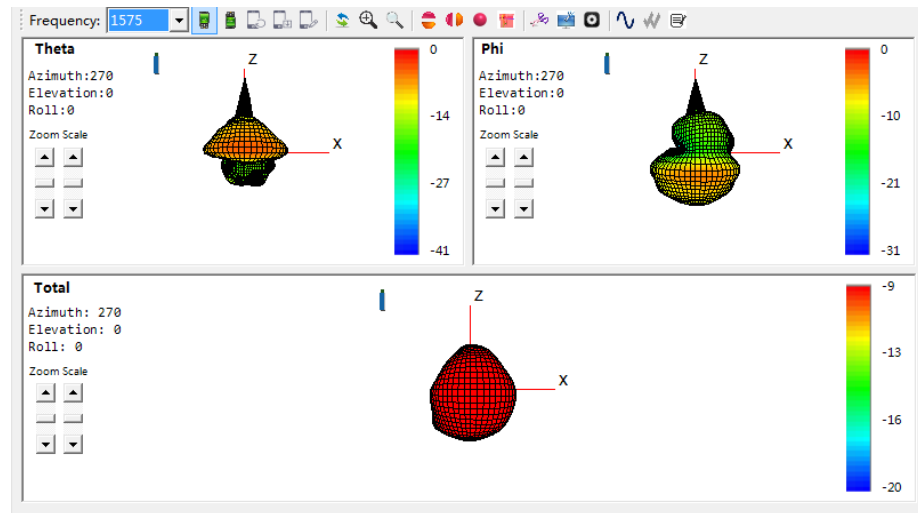 Frequency: 1575
Theta
Azimuth:270
Elevation:0
Roll:0
Zoom Scale
Z
X
0
-14
-27
-41
Phi
Azimuth:270
Elevation:0
Roll:0
Zoom Scale
Z
X
0
-10
-21
-31
Total
Azimuth: 270
Elevation: 0
Roll: 0
Zoom Scale
Z
X
-9
-13
-16
-20